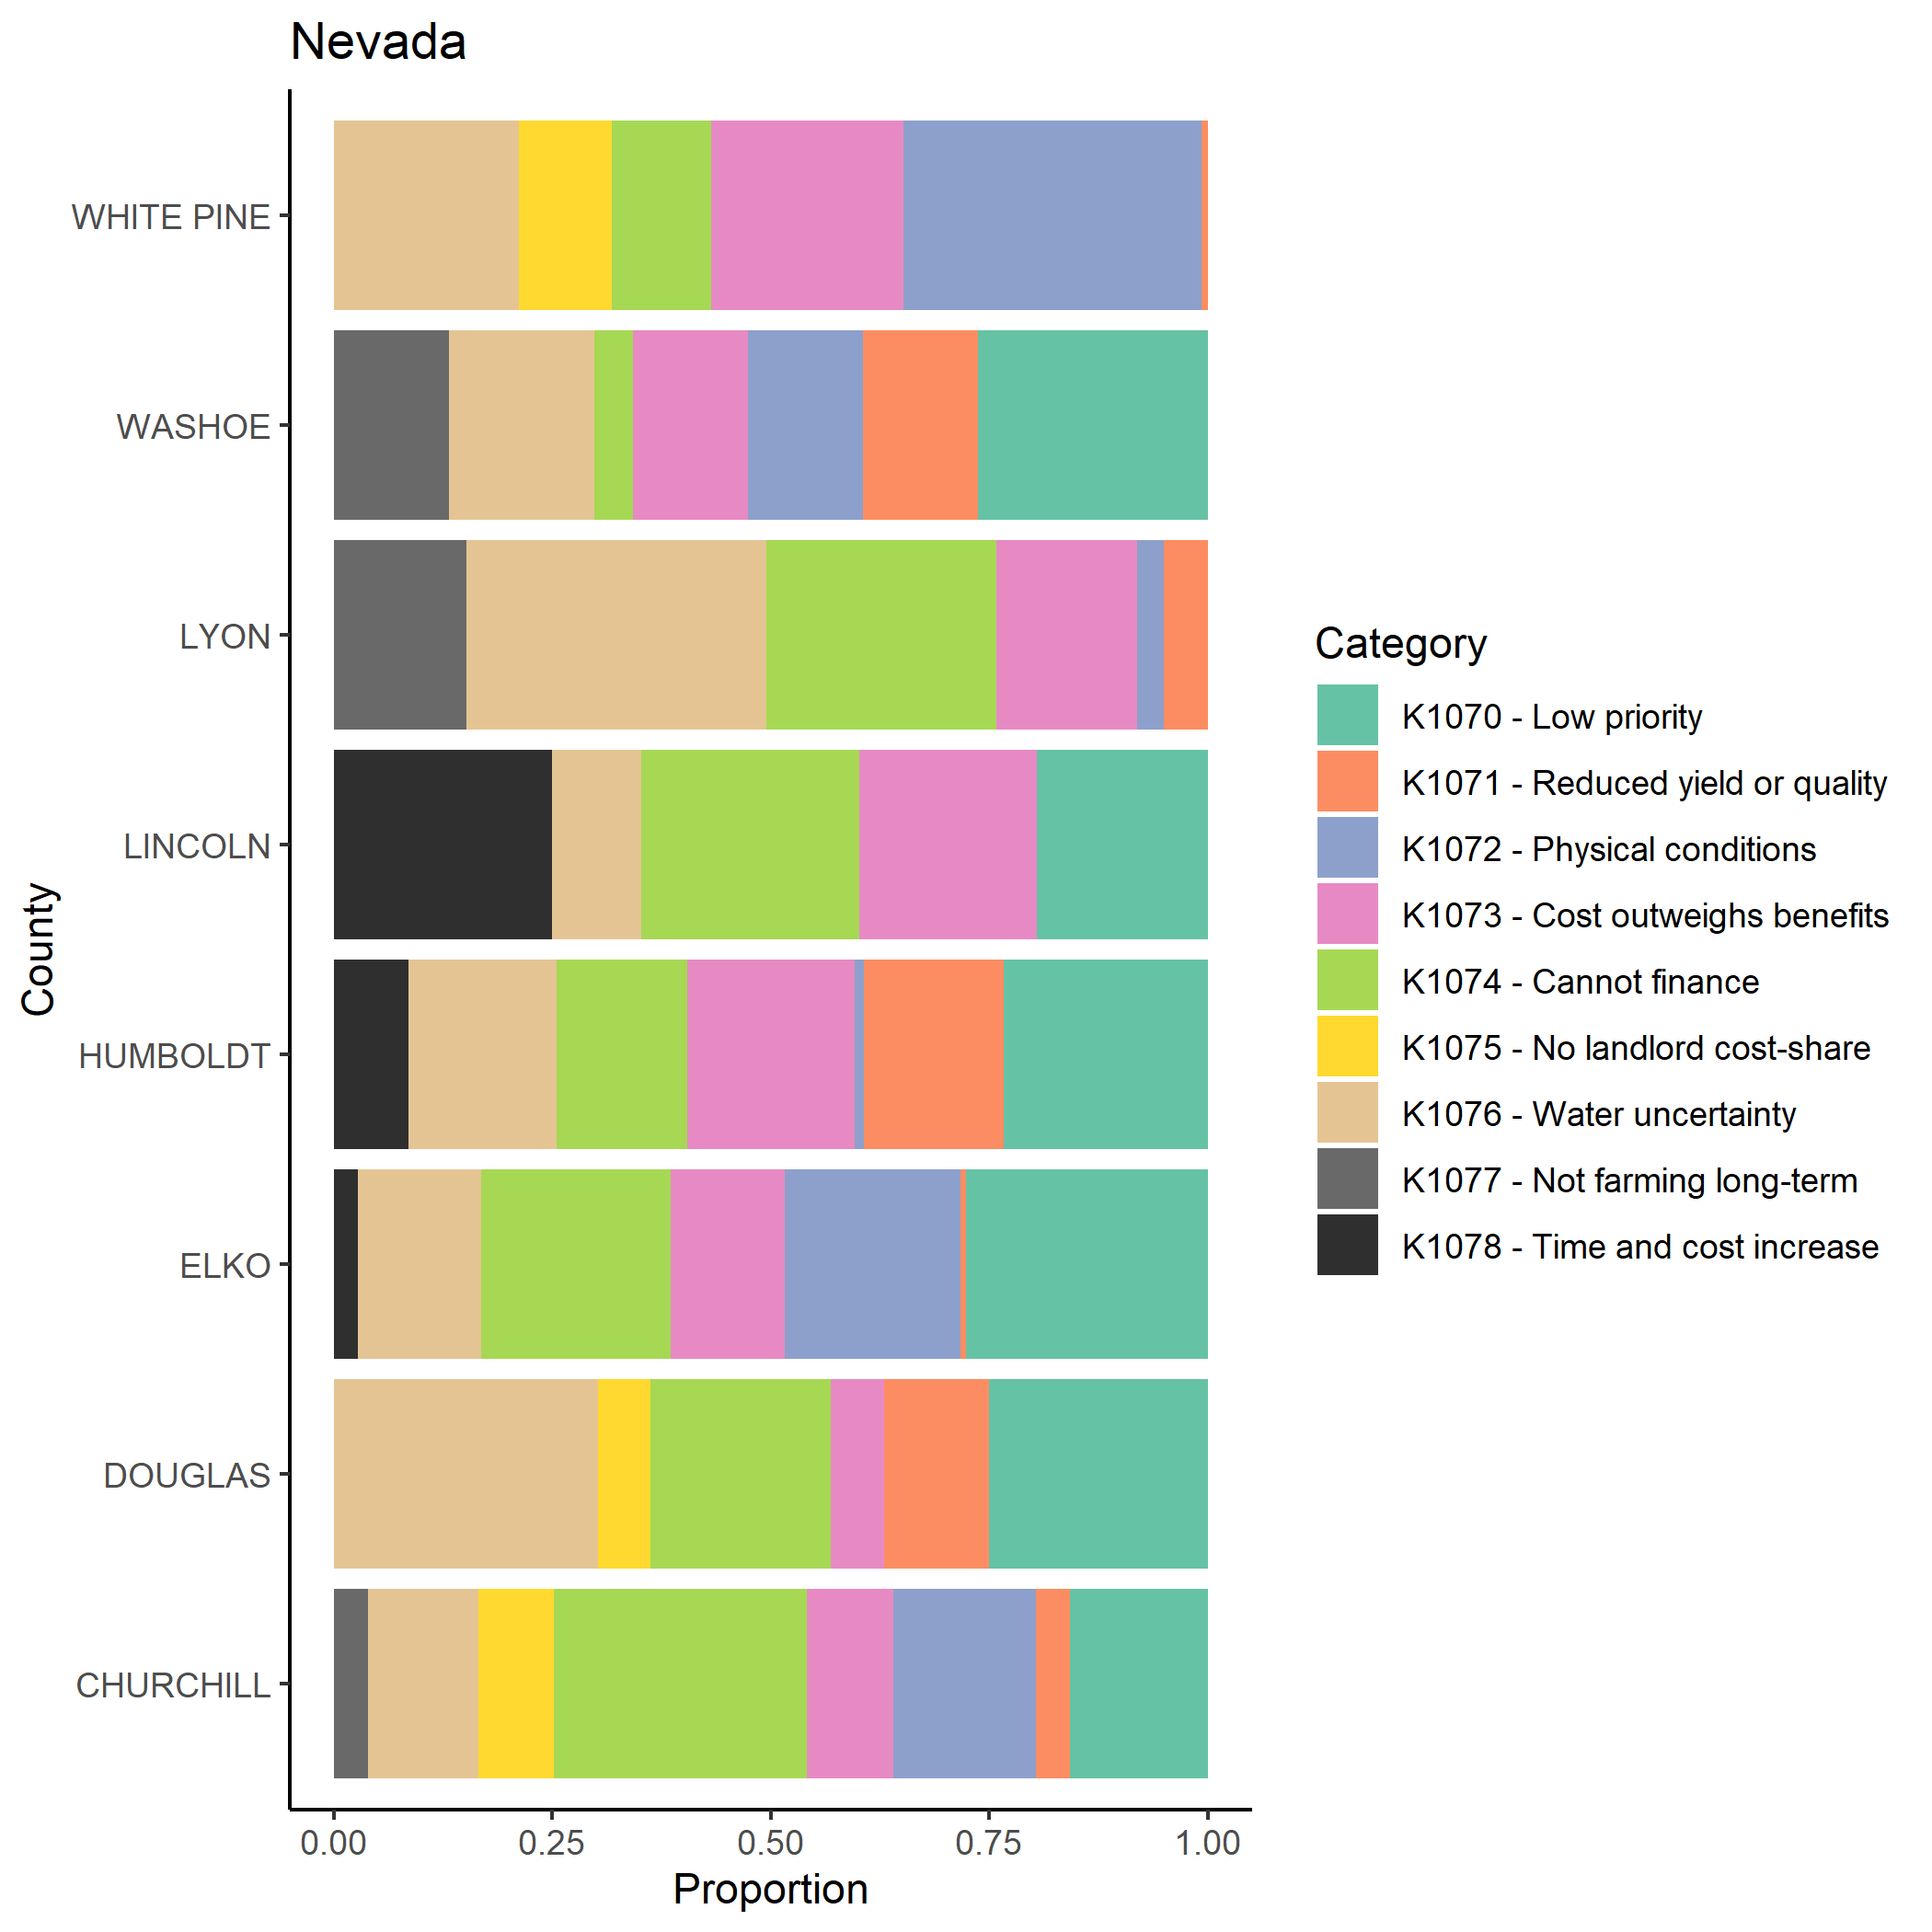 Nevada
WHITE PINE
WASHOE
LYON
LINCOLN
HUMBOLDT
ELKO
DOUGLAS
CHURCHILL
County
0.00 0.25 0.50 0.75 1.00
Proportion
Category
K1070 - Low priority
K1071 - Reduced yield or quality
K1072 - Physical conditions
K1073 - Cost outweighs benefits
K1074 - Cannot finance
K1075 - No landlord cost-share
K1076 - Water uncertainty
K1077 - Not farming long-term
K1078 - Time and cost increase